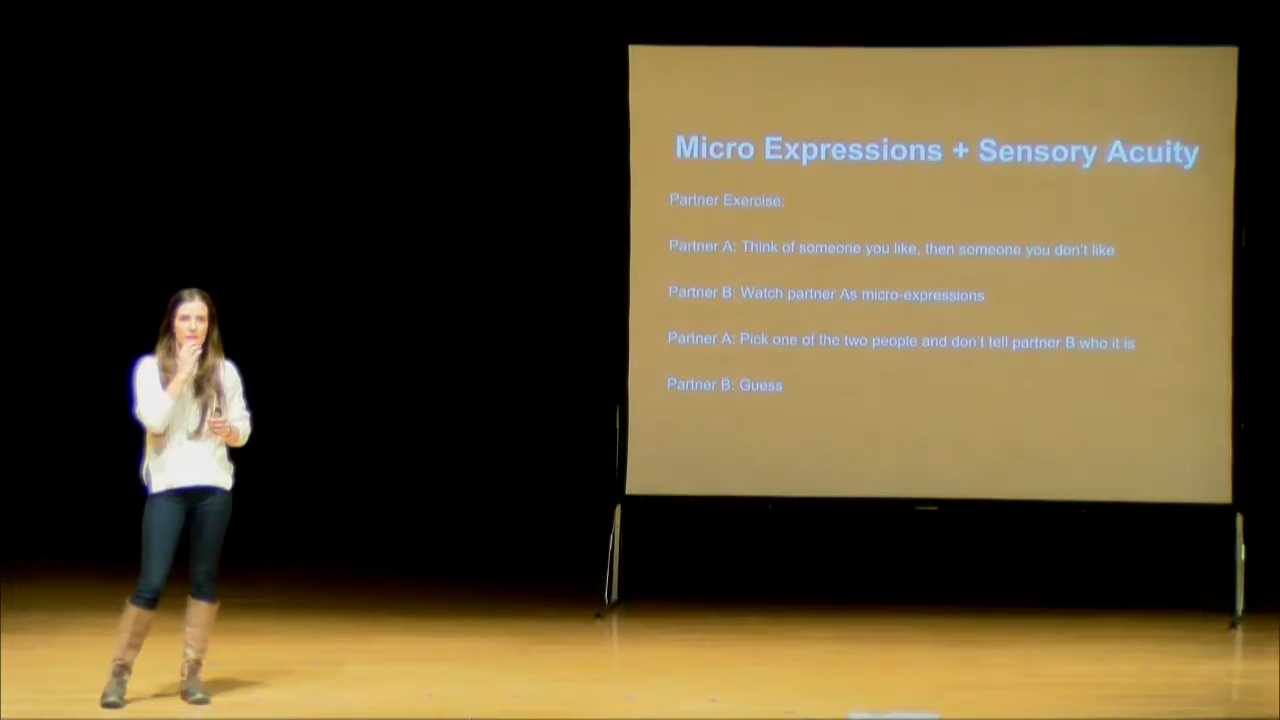 Micro Expressions + Sensory Acuity
Partner Exercise:
Partner A: Think of someone you like, then someone you don't like
Partner B: Watch partner As micro-expressions
Partner A: Pick one of the two people and don't tell partner B who it is
Partner B: Guess